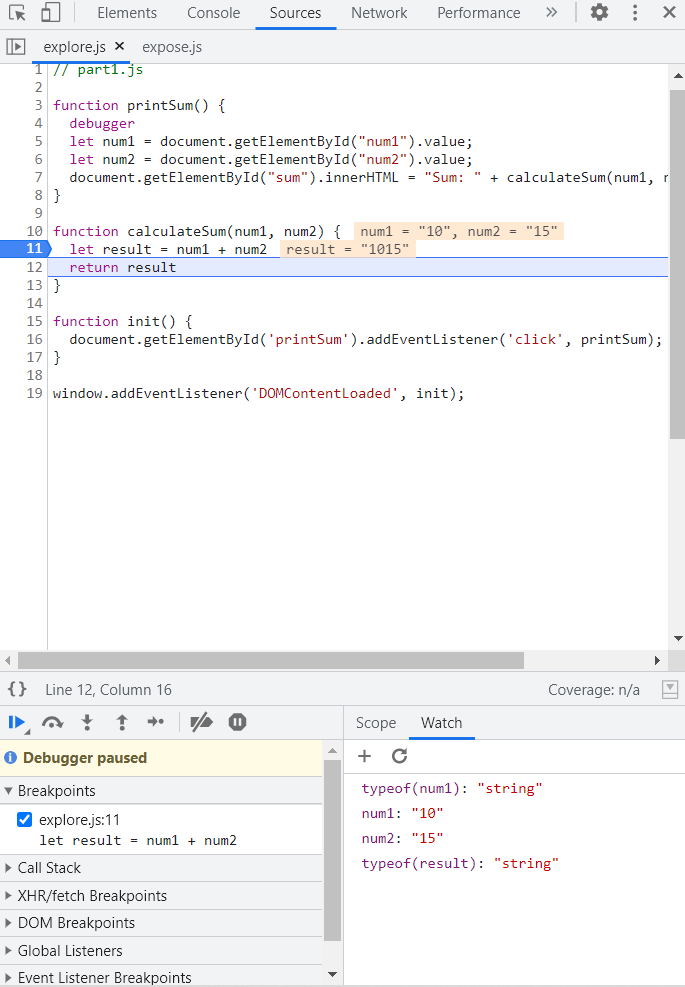 Elements Console Sources Network Performance
explore.js expose.js
1 // part1.js
2
3 function printSum() {
4 debugger
5 let num1 = document.getElementById("num1").value;
6 let num2 = document.getElementById("num2").value;
7 document.getElementById("sum").innerHTML = "Sum: " + calculateSum(num1, n
8 }
9
10 function calculateSum(num1, num2) { num1 = "10", num2 = "15"
11 let result = num1 + num2 result = "1015"
12 return result
13 }
14
15 function init() {
16 document.getElementById('printSum').addEventListener('click', printSum);
17 }
18
19 window.addEventListener('DOMContentLoaded', init);
{} Line 12, Column 16 Coverage: n/a
Scope Watch
Debugger paused
Breakpoints
explore.js:11
let result = num1 + num2
Call Stack
XHR/fetch Breakpoints
DOM Breakpoints
Global Listeners
Event Listener Breakpoints
typeof(num1): "string"
num1: "10"
num2: "15"
typeof(result): "string"